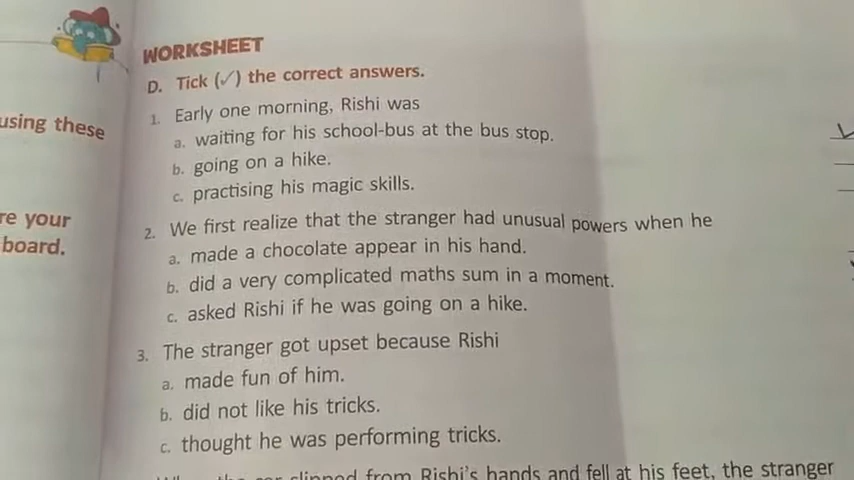 WORKSHEET
D. Tick (✓) the correct answers.
1. Early one morning, Rishi was
a. waiting for his school-bus at the bus stop.
b. going on a hike.
c. practising his magic skills.
2. We first realize that the stranger had unusual powers when he
a. made a chocolate appear in his hand.
b. did a very complicated maths sum in a moment.
c. asked Rishi if he was going on a hike.
3. The stranger got upset because Rishi
a. made fun of him.
b. did not like his tricks.
c. thought he was performing tricks.
slipped from Rishi's hands and fell at his feet, the stranger
using these
re your
board.